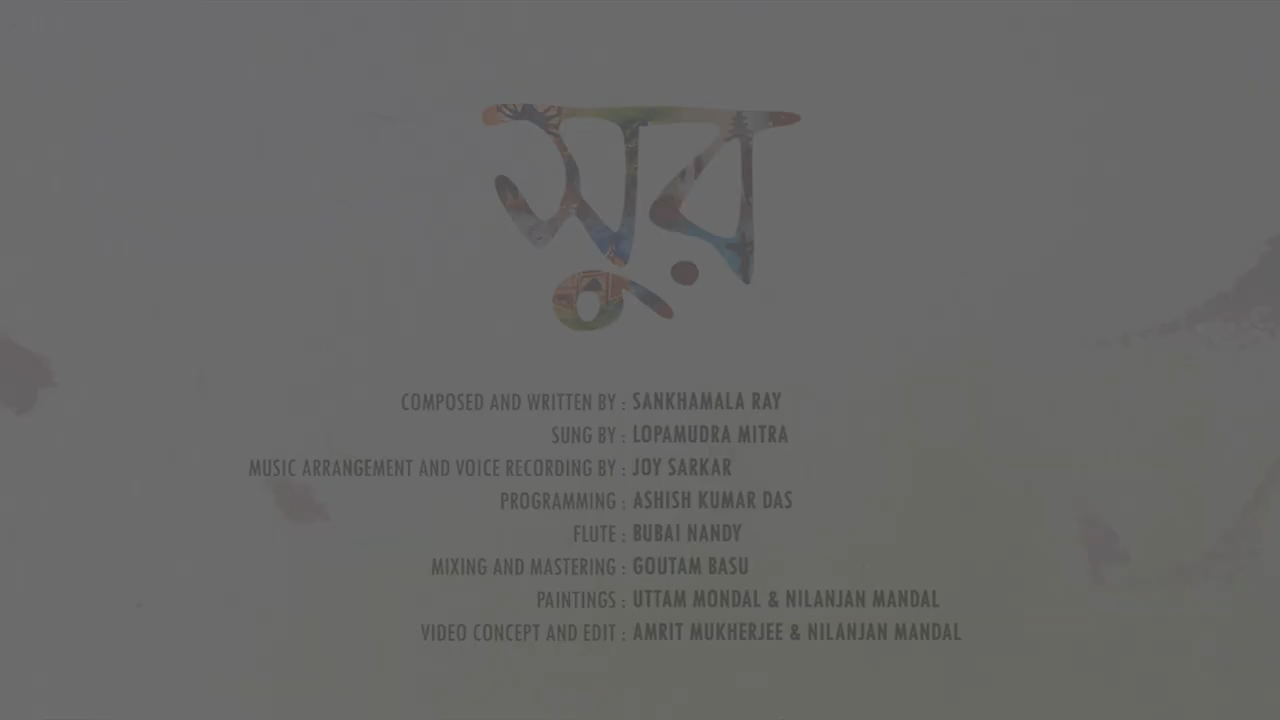 সুর
COMPOSED AND WRITTEN BY : SANKHAMALA RAY
SUNG BY : LOPAMUDRA MITRA
MUSIC ARRANGEMENT AND VOICE RECORDING BY : JOY SARKAR
PROGRAMMING : ASHISH KUMAR DAS
FLUTE : BUBAI NANDY
MIXING AND MASTERING : GOUTAM BASU
PAINTINGS : UTTAM MONDAL & NILANJAN MANDAL
VIDEO CONCEPT AND EDIT : AMRIT MUKHERJEE & NILANJAN MANDAL